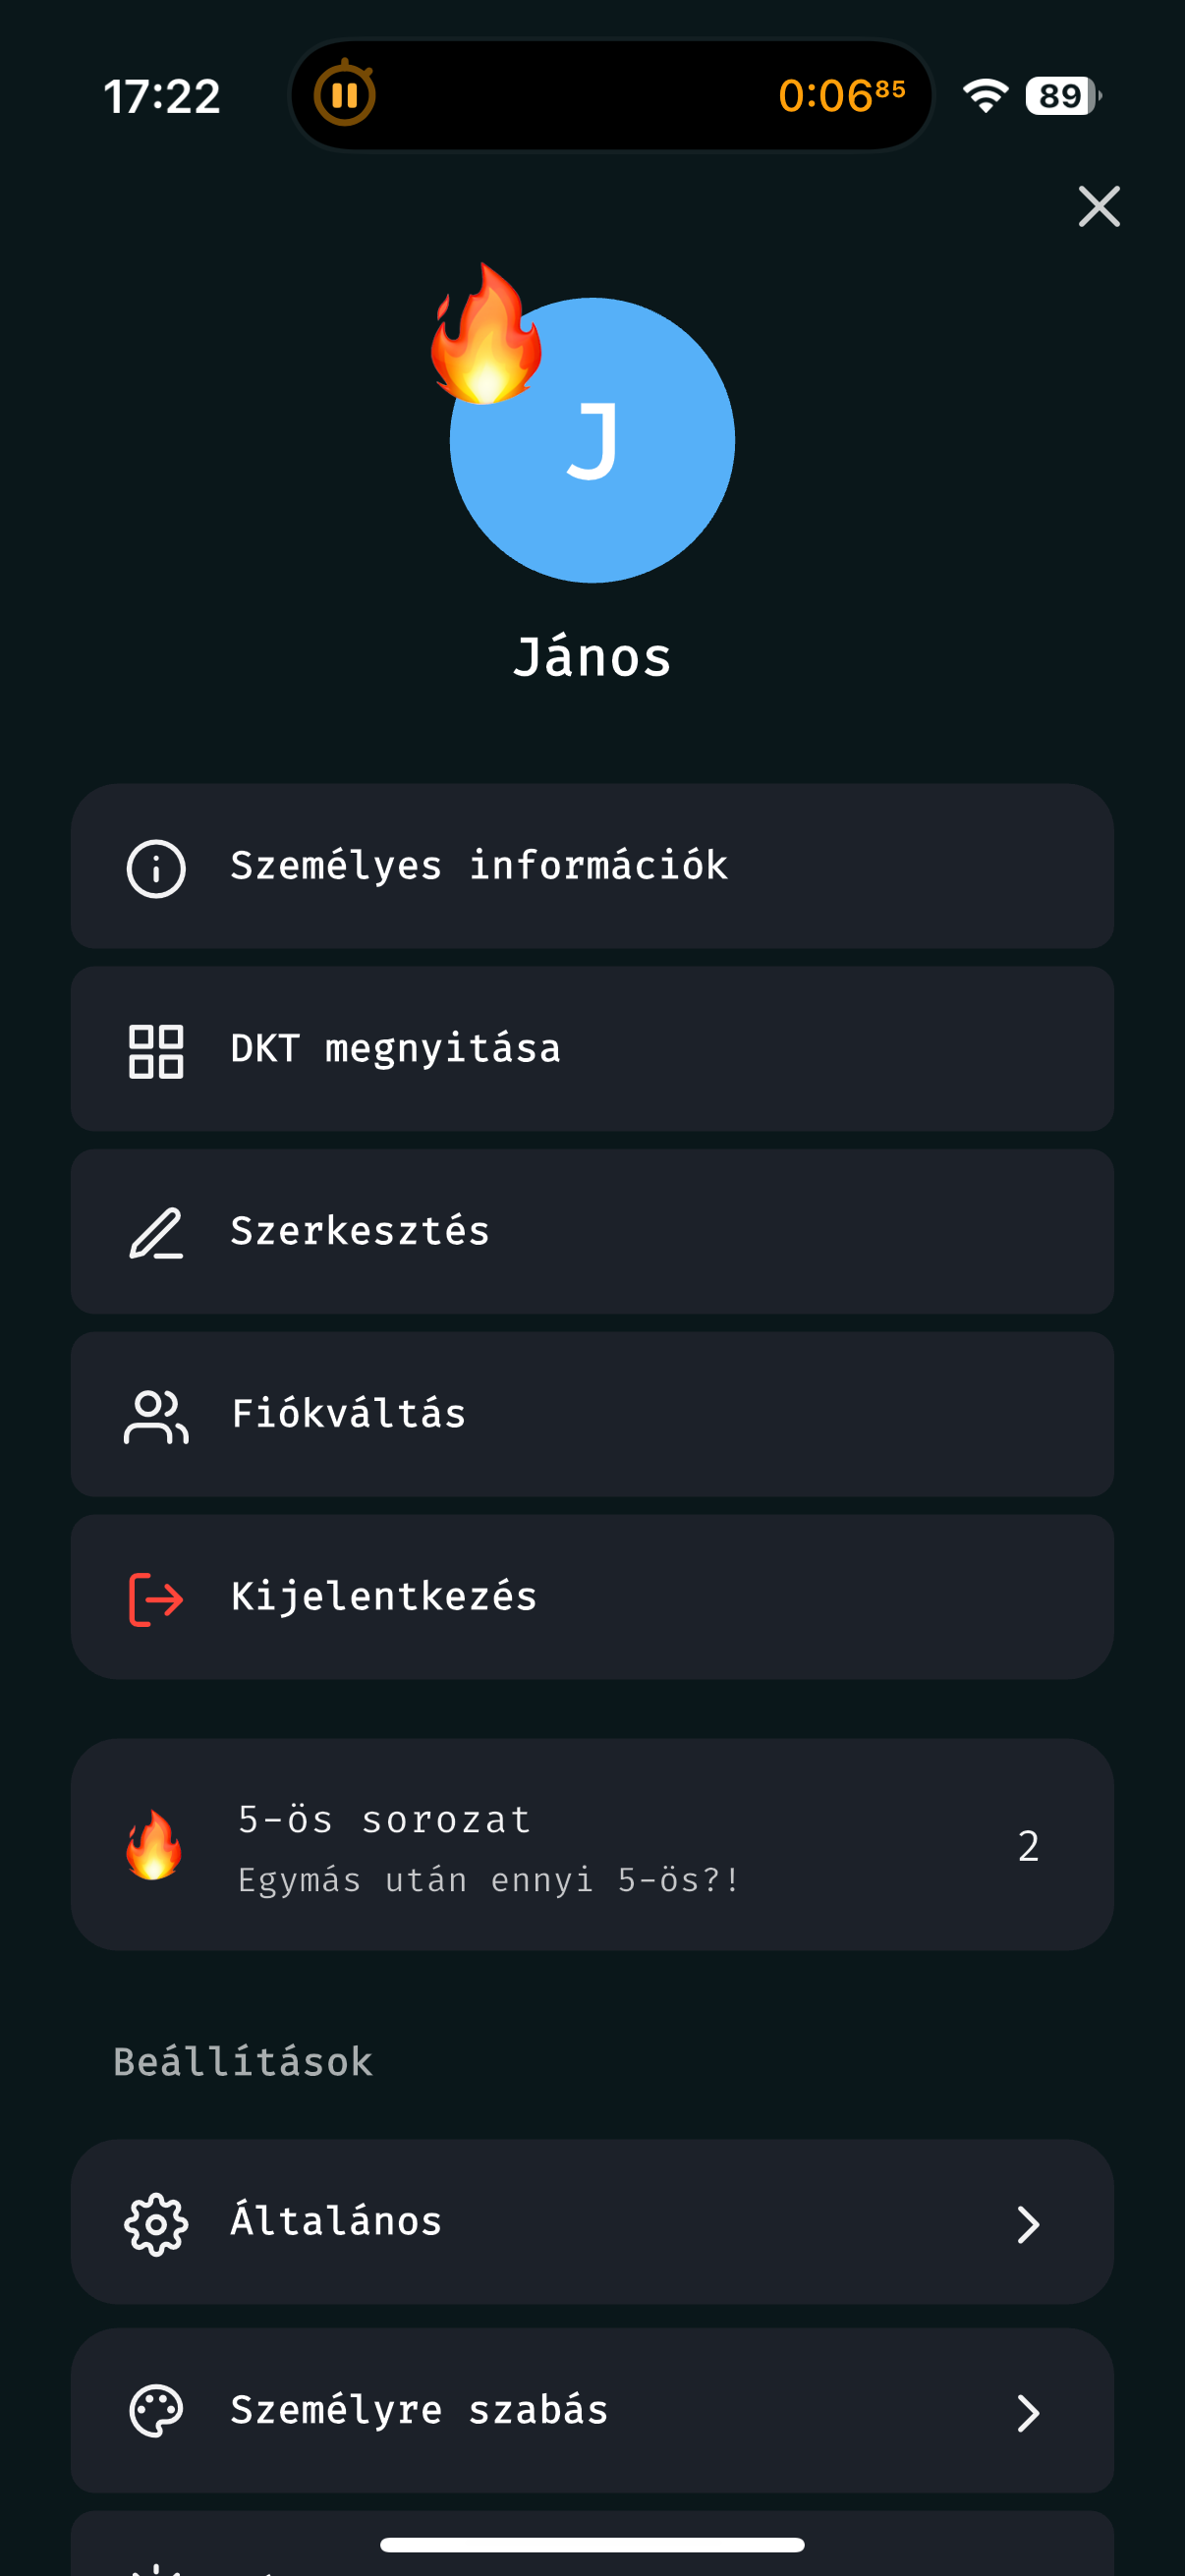 17:22
0:06⁸⁵
89
J
János
Személyes információk
DKT megnyitása
Szerkesztés
Fiókváltás
Kijelentkezés
5-ös sorozat
2
Egymás után ennyi 5-ös?!
Beállítások
Általános
Személyre szabás